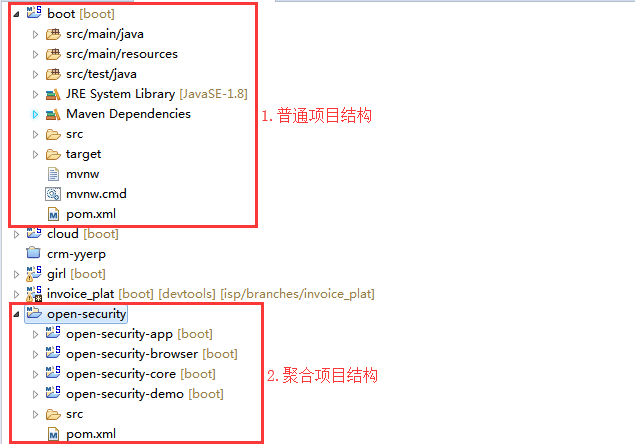 boot [boot]
src/main/java
src/main/resources
src/test/java
JRE System Library [JavaSE-1.8]
Maven Dependencies
1.普通项目结构
src
target
mvnw
mvnw.cmd
pom.xml
cloud [boot]
crm-yyerp
girl [boot]
invoice_plat [boot] [devtools] [isp/branches/invoice_plat]
open-security
open-security-app [boot]
open-security-browser [boot]
open-security-core [boot]
2.聚合项目结构
open-security-demo [boot]
src
pom.xml